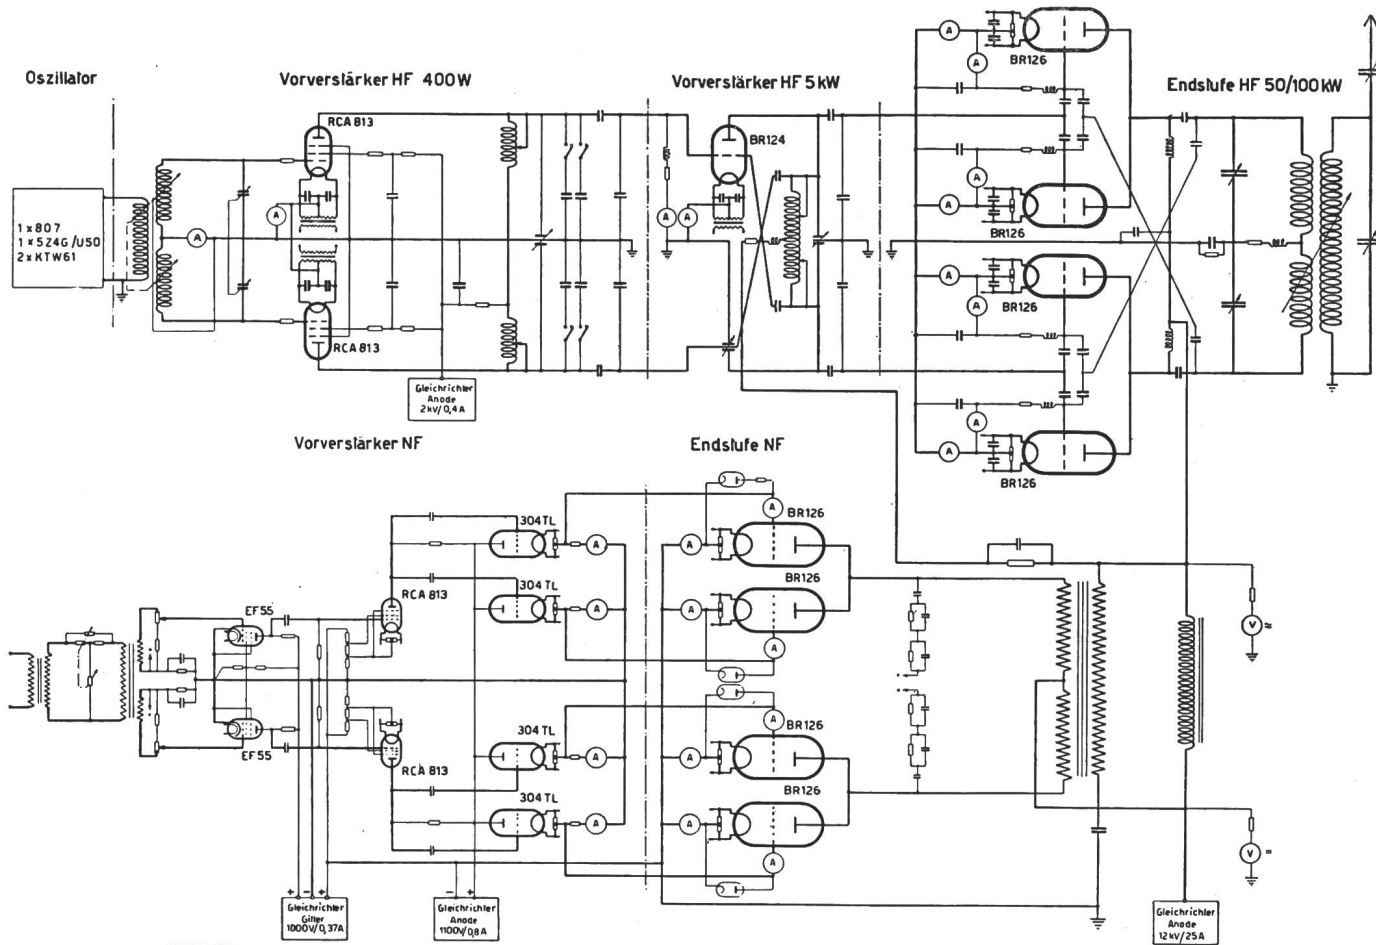 Oszillator
Vorverstärker HF 400W
Vorverstärker HF 5kW
Endstufe HF 50/100kW
1x807
1x5Z4G/U50
2xKTW61
RCA 813
RCA 813
A
A
Gleichrichter
Anode
2kV/0,4A
BR124
A
A
BR126
A
A
BR126
A
A
BR126
A
A
BR126
A
A
Vorverstärker NF
Endstufe NF
EF55
EF55
RCA 813
RCA 813
304TL
304TL
304TL
304TL
A
A
A
A
BR126
BR126
BR126
BR126
A
A
A
A
A
A
A
A
V ≈
V =
+ - +
- +
Gleichrichter
Gitter
1000V/0,37A
Gleichrichter
Anode
1100V/0,8A
Gleichrichter
Anode
12kV/25A